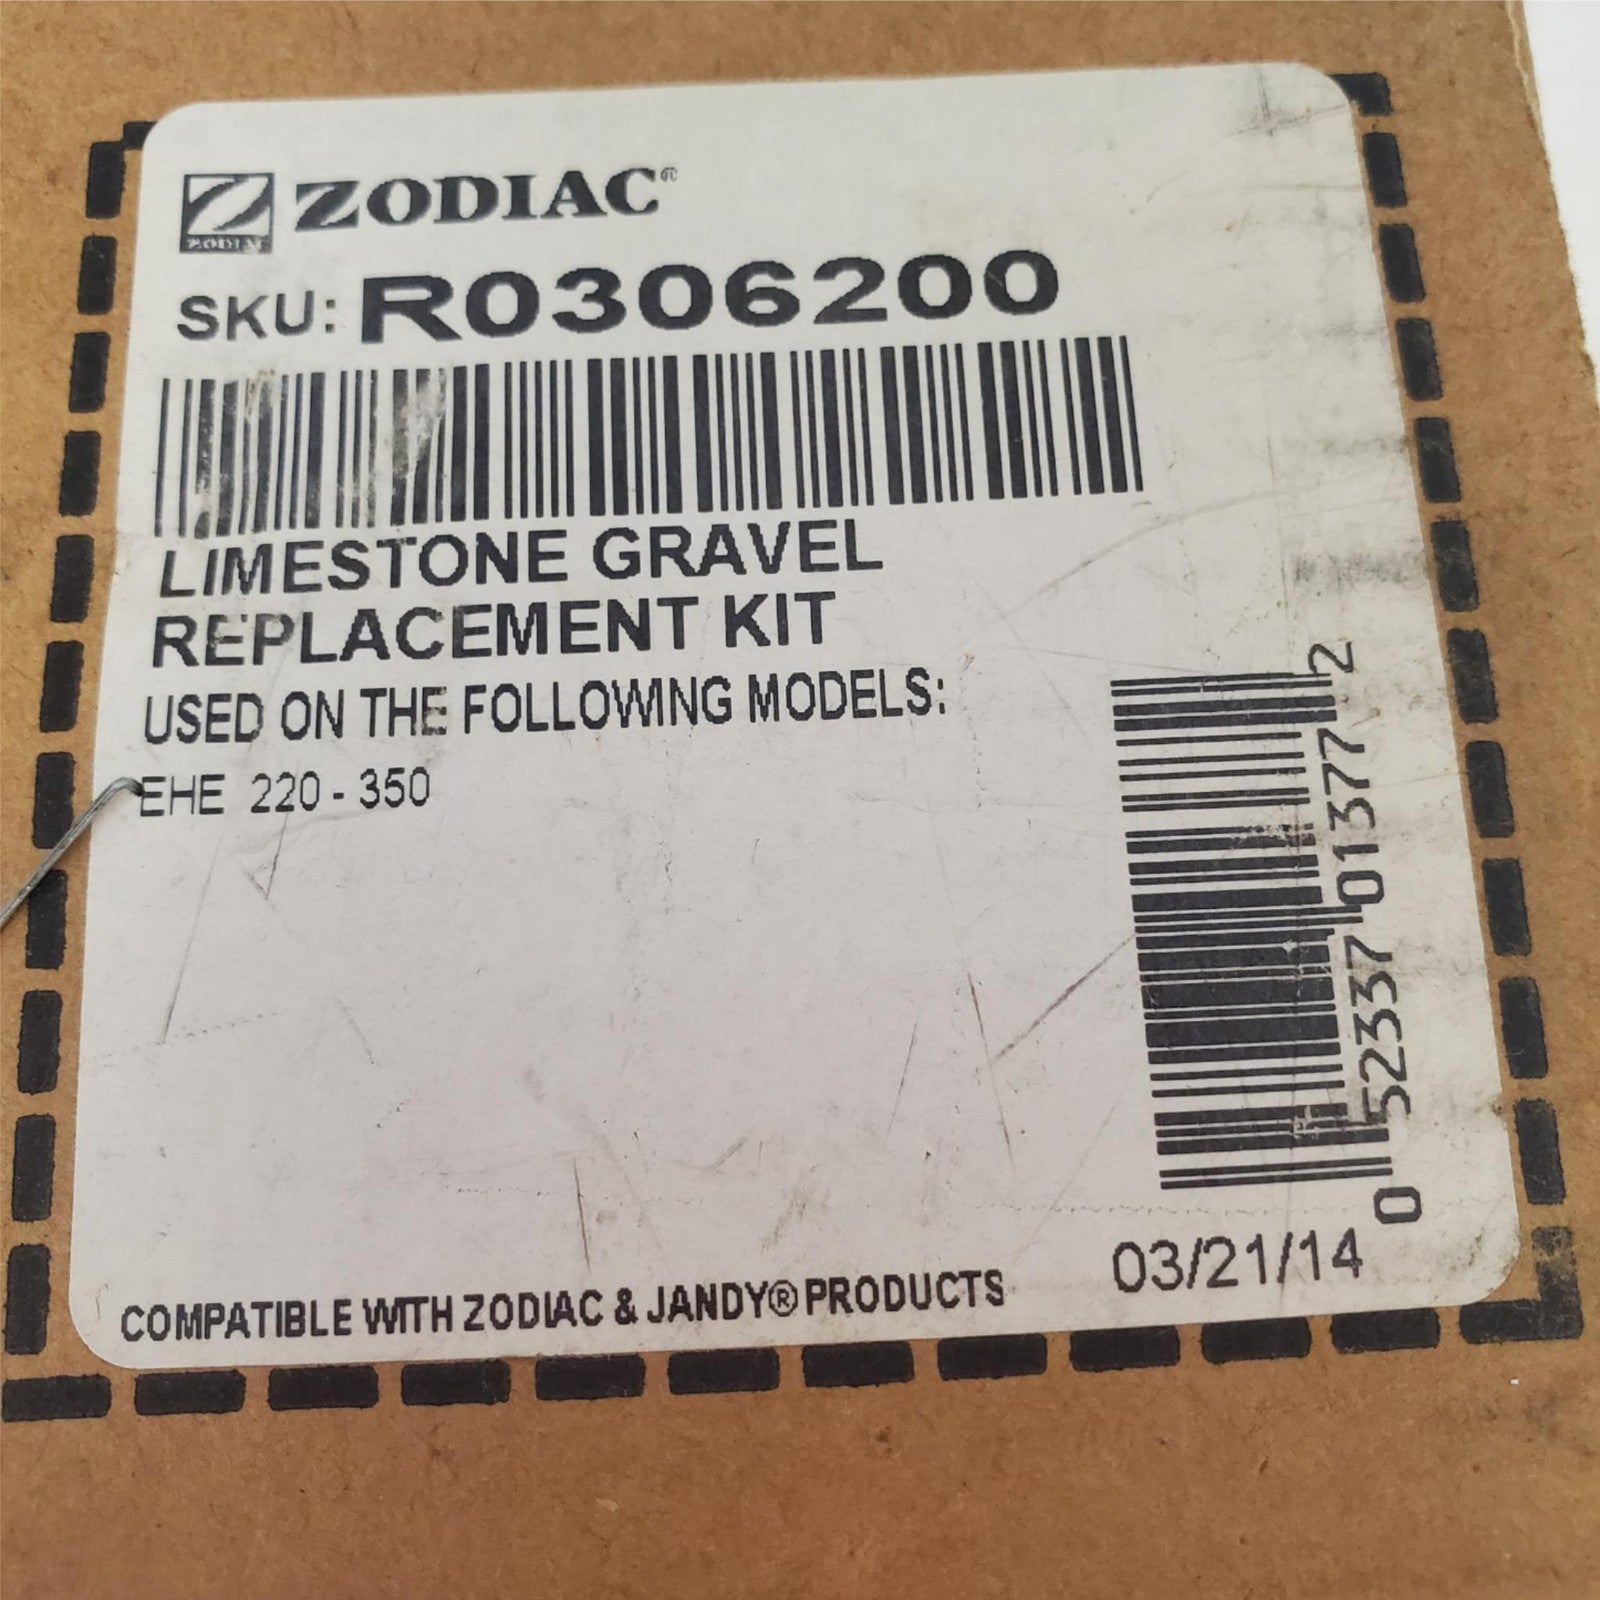 ZODIAC
ZODIAC®
SKU: R0306200
LIMESTONE GRAVEL
REPLACEMENT KIT
USED ON THE FOLLOWING MODELS:
EHE 220 - 350
0 52337 01377 2
03/21/14
COMPATIBLE WITH ZODIAC & JANDY® PRODUCTS